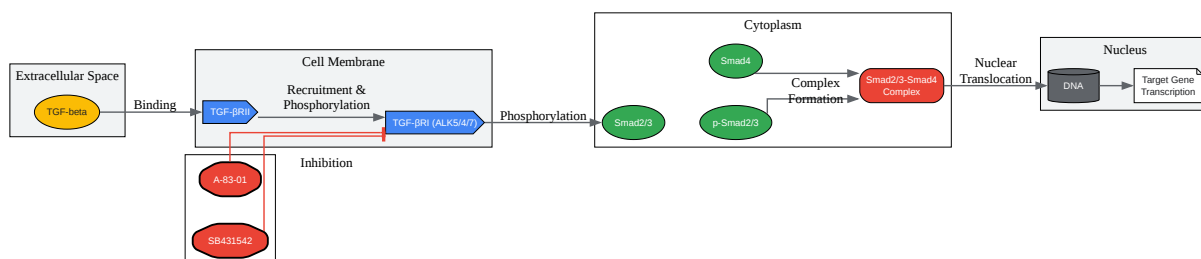 Extracellular Space
TGF-beta
Binding
Cell Membrane
TGF-βRII
Recruitment &
Phosphorylation
TGF-βRI (ALK5/4/7)
Inhibition
A-83-01
SB431542
Phosphorylation
Cytoplasm
Smad2/3
Smad4
p-Smad2/3
Complex
Formation
Smad2/3-Smad4
Complex
Nuclear
Translocation
Nucleus
DNA
Target Gene
Transcription